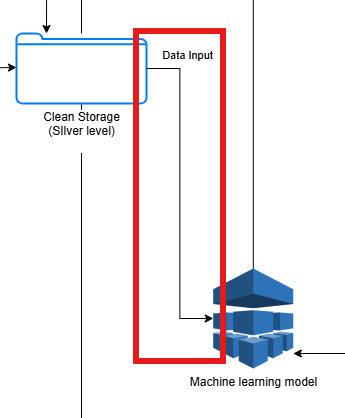 Data Input
Clean Storage
(SIlver level)
Machine learning model